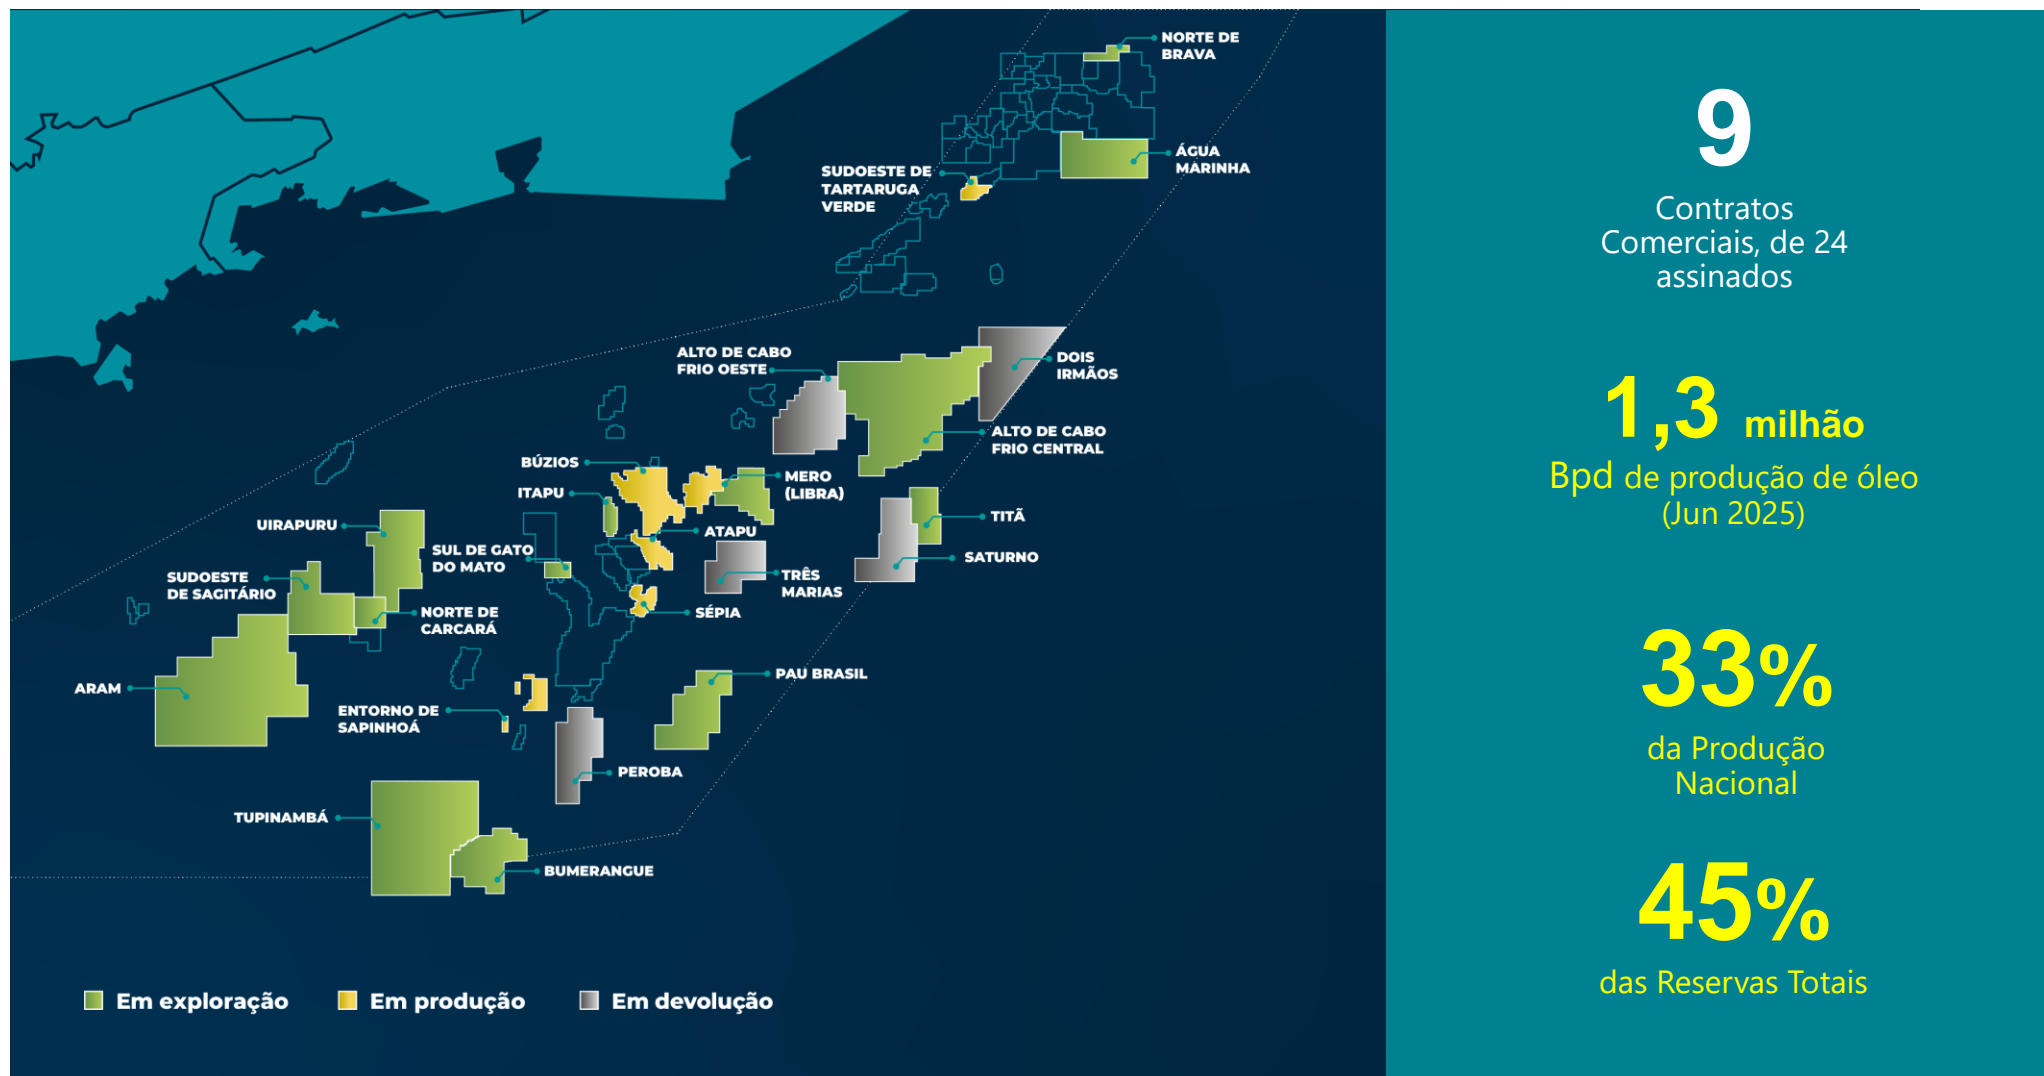 NORTE DE
BRAVA
ÁGUA
MARINHA
SUDOESTE DE
TARTARUGA
VERDE
ALTO DE CABO
FRIO OESTE
DOIS
IRMÃOS
ALTO DE CABO
FRIO CENTRAL
BÚZIOS
MERO
(LIBRA)
ITAPU
UIRAPURU
ATAPU
TITÃ
SUL DE GATO
DO MATO
SATURNO
SUDOESTE
DE SAGITÁRIO
TRÊS
MARIAS
NORTE DE
CARCARÁ
SÉPIA
PAU BRASIL
ARAM
ENTORNO DE
SAPINHOÁ
PEROBA
TUPINAMBÁ
BUMERANGUE
Em exploração
Em produção
Em devolução
9
Contratos
Comerciais, de 24
assinados
1,3 milhão
Bpd de produção de óleo
(Jun 2025)
33%
da Produção
Nacional
45%
das Reservas Totais